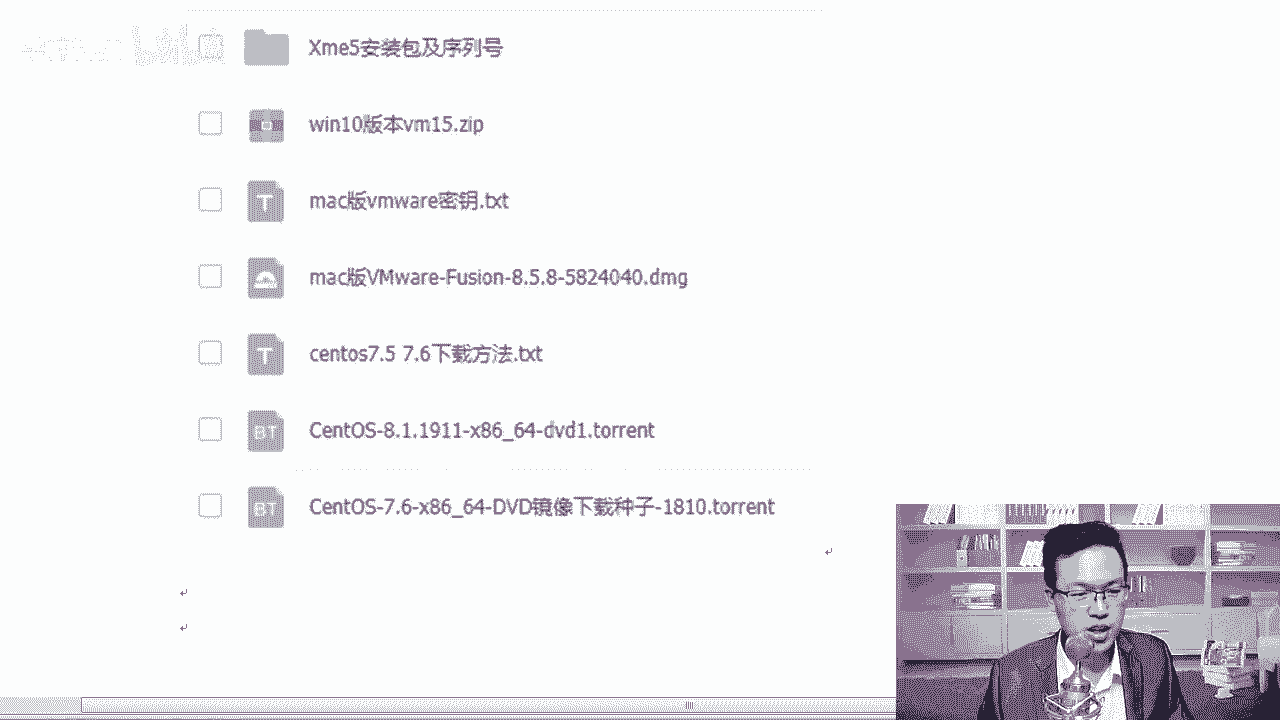 Xme5安装包及序列号
win10版本vm15.zip
mac版vmware密钥.txt
mac版VMware-Fusion-8.5.8-5824040.dmg
centos7.5 7.6下载方法.txt
CentOS-8.1.1911-x86_64-dvd1.torrent
BT
CentOS-7.6-x86_64-DVD镜像下载种子-1810.torrent
BT